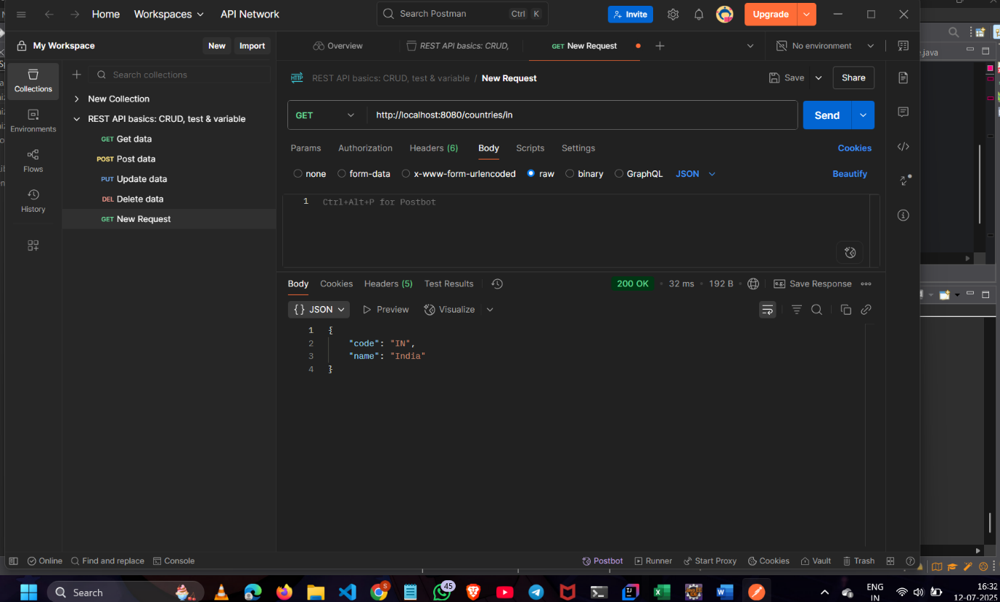 Home Workspaces API Network Search Postman Ctrl K Invite Upgrade
My Workspace New Import Overview REST API basics: CRUD, GET New Request No environment
.java
Search collections
REST API basics: CRUD, test & variable / New Request Save Share
Collections
New Collection
REST API basics: CRUD, test & variable
GET http://localhost:8080/countries/in Send
Environments
GET Get data
Params Authorization Headers (6) Body Scripts Settings Cookies
POST Post data
Flows
none form-data x-www-form-urlencoded raw binary GraphQL JSON Beautify
PUT Update data
DEL Delete data
1 Ctrl+Alt+P for Postbot
History
GET New Request
Body Cookies Headers (5) Test Results 200 OK 32 ms 192 B e.g. Save Response
{} JSON Preview Visualize
1 {
2 "code": "IN",
3 "name": "India"
4 }
Online Find and replace Console Postbot Runner Start Proxy Cookies Vault Trash
Search 45 ENG IN 16:32 12-07-2025